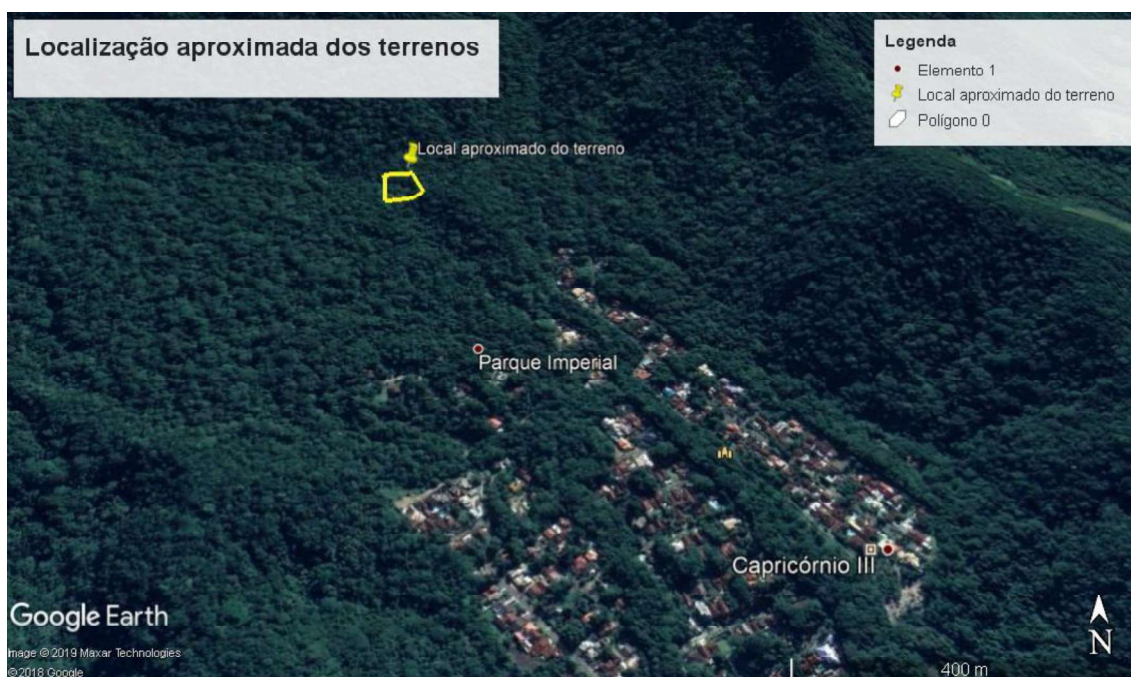 Localização aproximada dos terrenos
Legenda
Elemento 1
Local aproximado do terreno
Polígono 0
Local aproximado do terreno
Parque Imperial
Capricórnio III
Google Earth
Image © 2019 Maxar Technologies
© 2018 Google
N
400 m